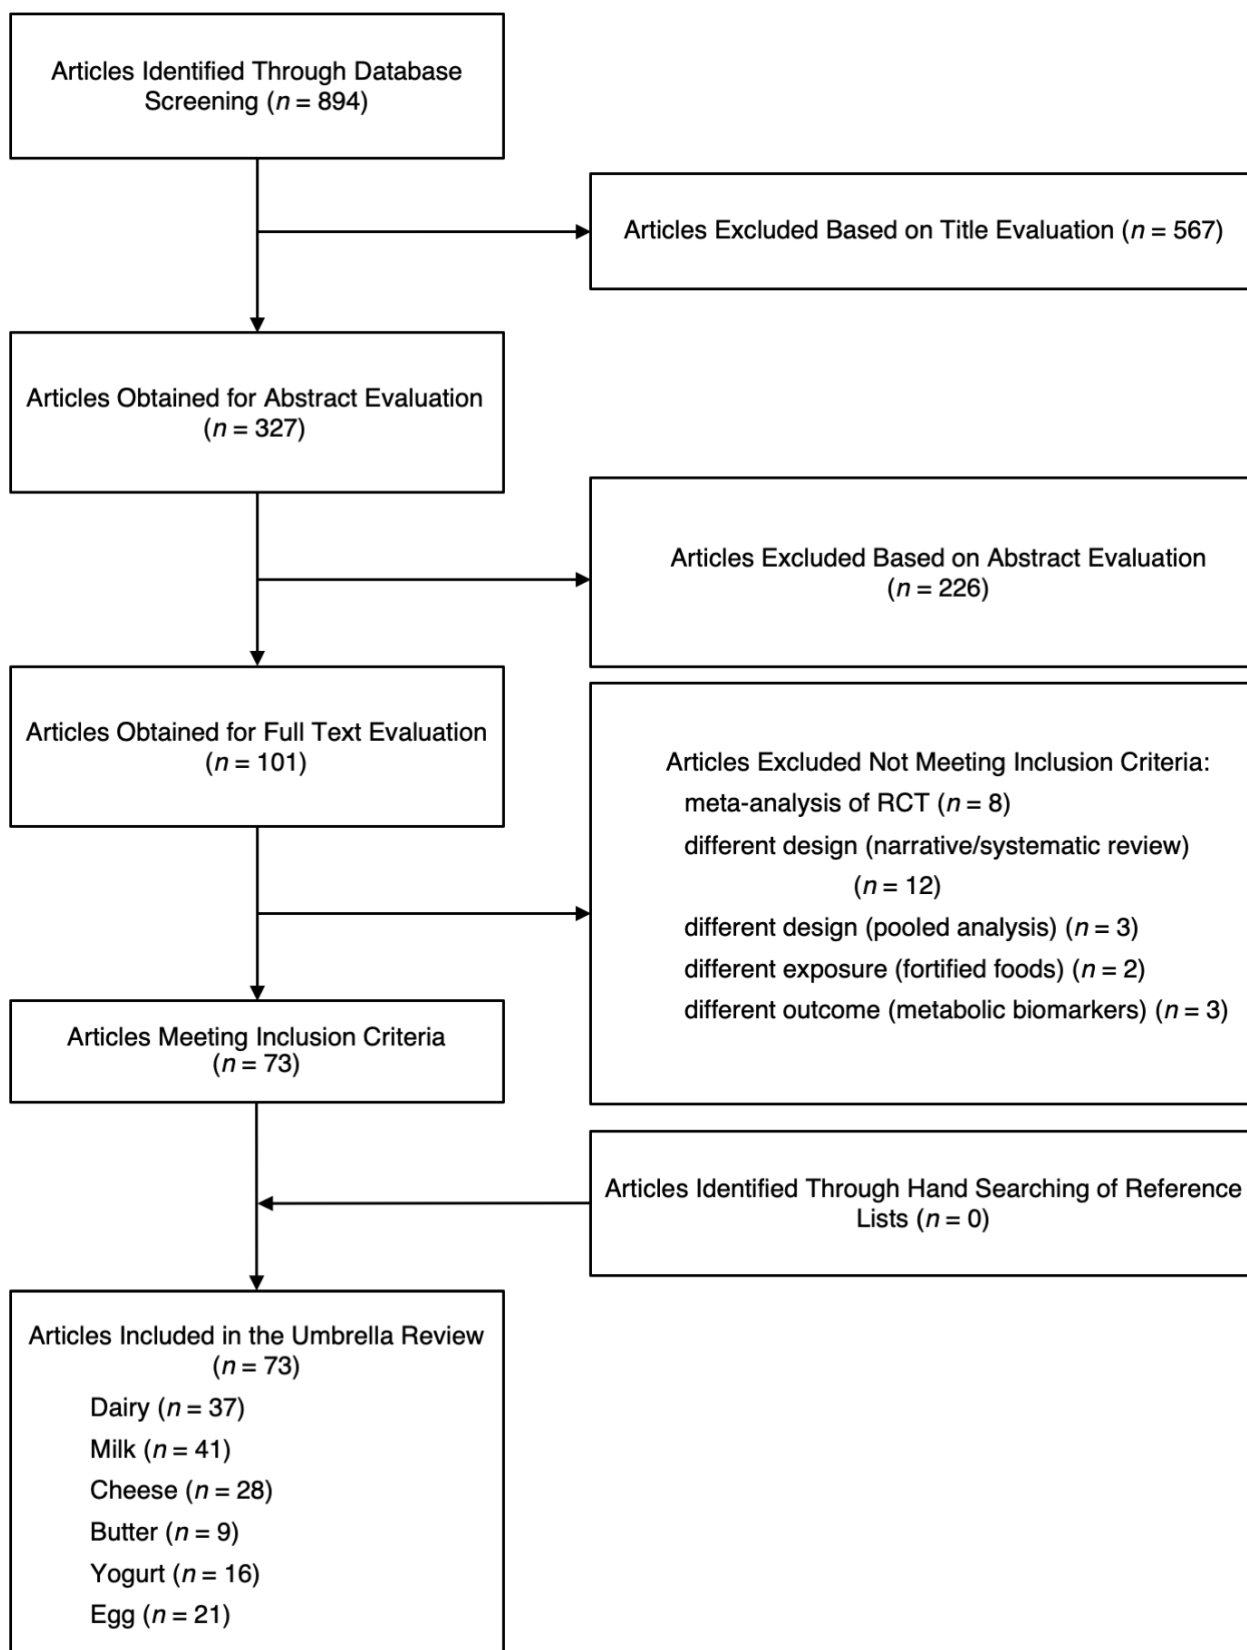 Articles Identified Through Database
Screening (n = 894)
Articles Excluded Based on Title Evaluation (n = 567)
Articles Obtained for Abstract Evaluation
(n = 327)
Articles Excluded Based on Abstract Evaluation
(n = 226)
Articles Obtained for Full Text Evaluation
(n = 101)
Articles Excluded Not Meeting Inclusion Criteria:
meta-analysis of RCT (n = 8)
different design (narrative/systematic review)
(n = 12)
different design (pooled analysis) (n = 3)
different exposure (fortified foods) (n = 2)
different outcome (metabolic biomarkers) (n = 3)
Articles Meeting Inclusion Criteria
(n = 73)
Articles Identified Through Hand Searching of Reference
Lists (n = 0)
Articles Included in the Umbrella Review
(n = 73)
Dairy (n = 37)
Milk (n = 41)
Cheese (n = 28)
Butter (n = 9)
Yogurt (n = 16)
Egg (n = 21)